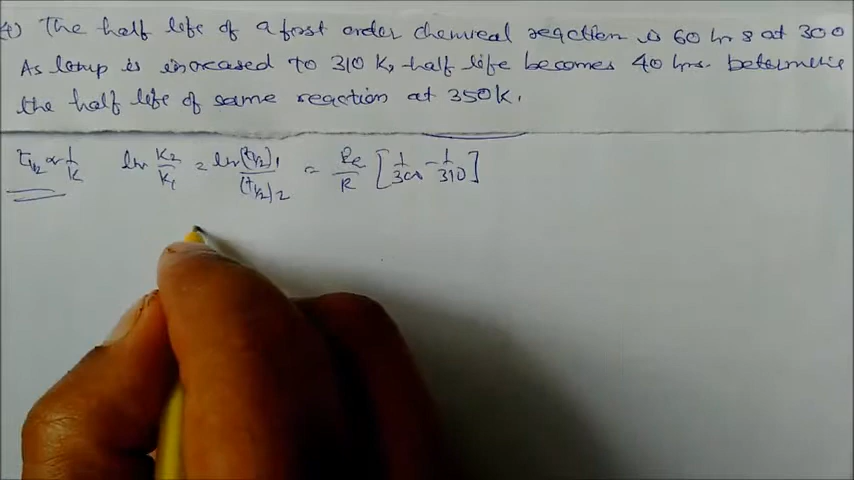 4) The half life of a first order chemical reaction is 60 hrs at 300
As temp is increased to 310 K, half life becomes 40 hrs. Determine
the half life of same reaction at 350K.
t₁/₂ ∝ 1/K ln K₂/K₁ = ln (t₁/₂)₁/(t₁/₂)₂ = Ea/R [1/300 - 1/310]